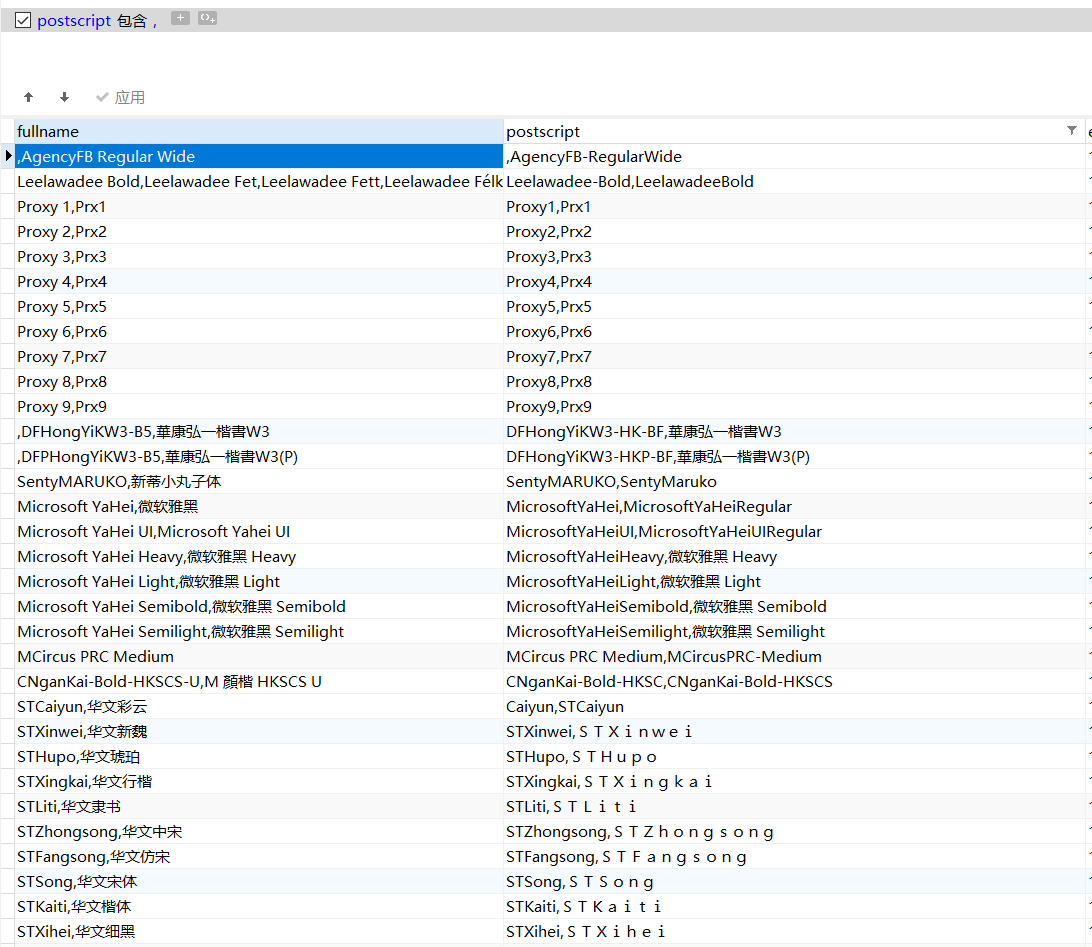 postscript 包含 ,
应用
fullname postscript
,AgencyFB Regular Wide ,AgencyFB-RegularWide
Leelawadee Bold,Leelawadee Fet,Leelawadee Fett,Leelawadee Félk Leelawadee-Bold,LeelawadeeBold
Proxy 1,Prx1 Proxy1,Prx1
Proxy 2,Prx2 Proxy2,Prx2
Proxy 3,Prx3 Proxy3,Prx3
Proxy 4,Prx4 Proxy4,Prx4
Proxy 5,Prx5 Proxy5,Prx5
Proxy 6,Prx6 Proxy6,Prx6
Proxy 7,Prx7 Proxy7,Prx7
Proxy 8,Prx8 Proxy8,Prx8
Proxy 9,Prx9 Proxy9,Prx9
,DFHongYiKW3-B5,華康弘一楷書W3 DFHongYiKW3-HK-BF,華康弘一楷書W3
,DFPHongYiKW3-B5,華康弘一楷書W3(P) DFHongYiKW3-HKP-BF,華康弘一楷書W3(P)
SentyMARUKO,新蒂小丸子体 SentyMARUKO,SentyMaruko
Microsoft YaHei,微软雅黑 MicrosoftYaHei,MicrosoftYaHeiRegular
Microsoft YaHei UI,Microsoft Yahei UI MicrosoftYaHeiUI,MicrosoftYaHeiUIRegular
Microsoft YaHei Heavy,微软雅黑 Heavy MicrosoftYaHeiHeavy,微软雅黑 Heavy
Microsoft YaHei Light,微软雅黑 Light MicrosoftYaHeiLight,微软雅黑 Light
Microsoft YaHei Semibold,微软雅黑 Semibold MicrosoftYaHeiSemibold,微软雅黑 Semibold
Microsoft YaHei Semilight,微软雅黑 Semilight MicrosoftYaHeiSemilight,微软雅黑 Semilight
MCircus PRC Medium MCircus PRC Medium,MCircusPRC-Medium
CNganKai-Bold-HKSCS-U,M 顏楷 HKSCS U CNganKai-Bold-HKSC,CNganKai-Bold-HKSCS
STCaiyun,华文彩云 Caiyun,STCaiyun
STXinwei,华文新魏 STXinwei,ＳＴＸｉｎｗｅｉ
STHupo,华文琥珀 STHupo,ＳＴＨｕｐｏ
STXingkai,华文行楷 STXingkai,ＳＴＸｉｎｇｋａｉ
STLiti,华文隶书 STLiti,ＳＴＬｉｔｉ
STZhongsong,华文中宋 STZhongsong,ＳＴＺｈｏｎｇｓｏｎｇ
STFangsong,华文仿宋 STFangsong,ＳＴＦａｎｇｓｏｎｇ
STSong,华文宋体 STSong,ＳＴＳｏｎｇ
STKaiti,华文楷体 STKaiti,ＳＴＫａｉｔｉ
STXihei,华文细黑 STXihei,ＳＴＸｉｈｅｉ